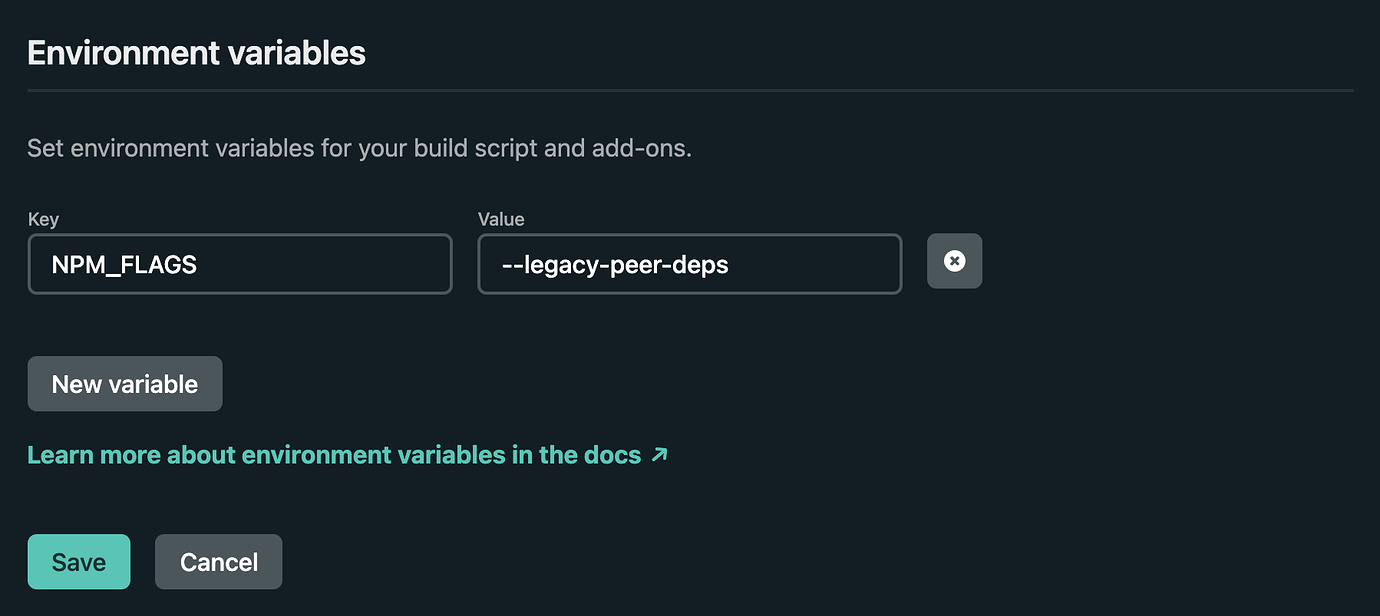 Environment variables
Set environment variables for your build script and add-ons.
Key
Value
NPM_FLAGS
--legacy-peer-deps
New variable
Learn more about environment variables in the docs ↗
Save
Cancel